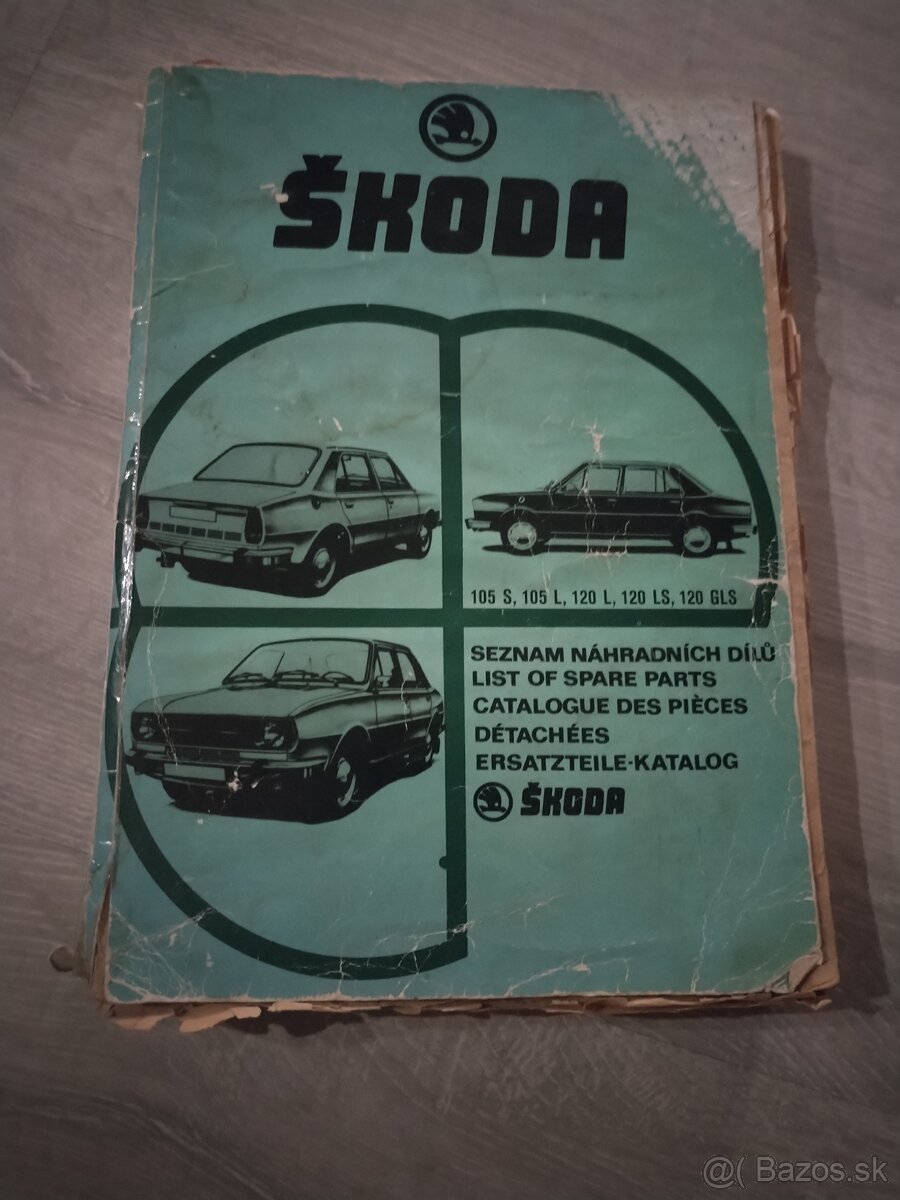 ŠKODA
105 S, 105 L, 120 L, 120 LS, 120 GLS
SEZNAM NÁHRADNÍCH DÍLŮ
LIST OF SPARE PARTS
CATALOGUE DES PIÈCES
DÉTACHÉES
ERSATZTEILE-KATALOG
ŠKODA
@( Bazos.sk